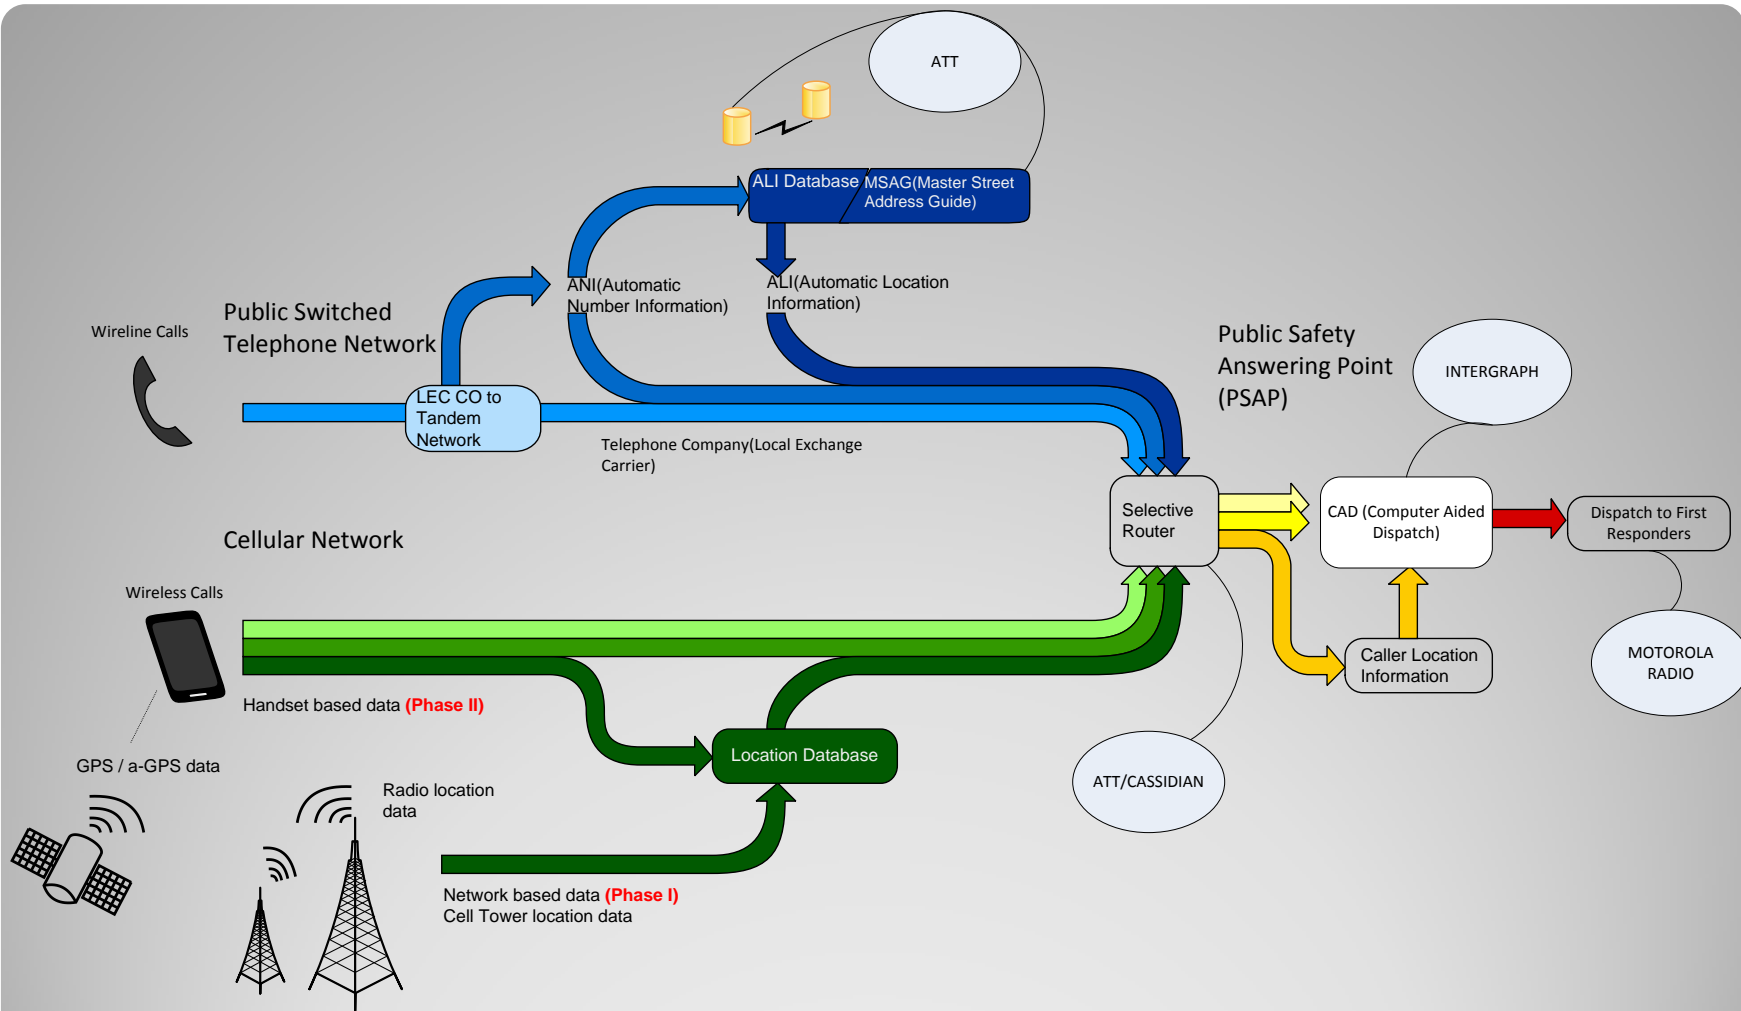 ATT
ALI Database
MSAG(Master Street
Address Guide)
ANI(Automatic
Number Information)
ALI(Automatic Location
Information)
Public Switched
Telephone Network
Wireline Calls
LEC CO to
Tandem
Network
Telephone Company(Local Exchange
Carrier)
Public Safety
Answering Point
(PSAP)
INTERGRAPH
Selective
Router
CAD (Computer Aided
Dispatch)
Dispatch to First
Responders
Cellular Network
Wireless Calls
Caller Location
Information
MOTOROLA
RADIO
Handset based data (Phase II)
Location Database
GPS / a-GPS data
ATT/CASSIDIAN
Radio location
data
Network based data (Phase I)
Cell Tower location data